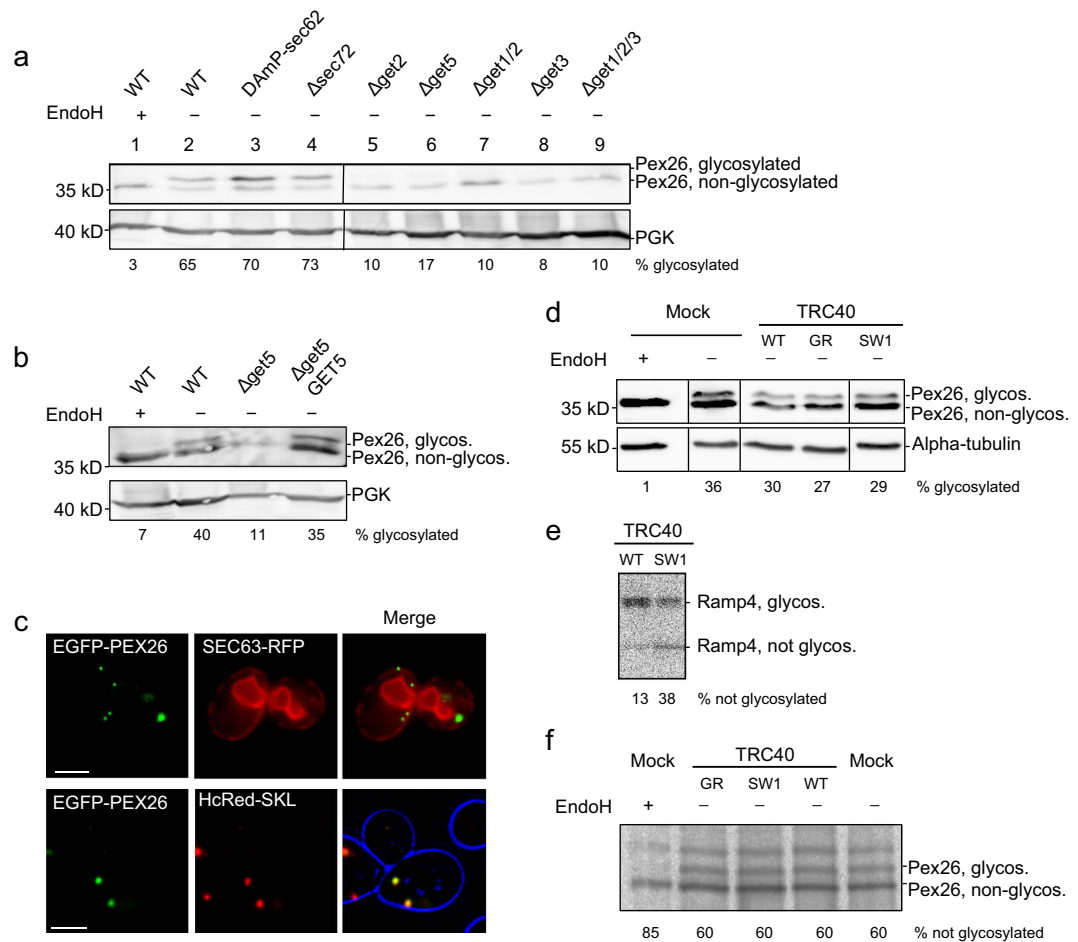 a
WT WT DAmP-sec62 Δsec72 Δget2 Δget5 Δget1/2 Δget3 Δget1/2/3
EndoH + – – – – – – – –
1 2 3 4 5 6 7 8 9
Pex26, glycosylated
35 kD Pex26, non-glycosylated
40 kD PGK
3 65 70 73 10 17 10 8 10 % glycosylated
b
WT WT Δget5 Δget5 GET5
EndoH + – – –
Pex26, glycos.
35 kD Pex26, non-glycos.
40 kD PGK
7 40 11 35 % glycosylated
c
Merge
EGFP-PEX26 SEC63-RFP
EGFP-PEX26 HcRed-SKL
d
Mock TRC40
WT GR SW1
EndoH + – – – –
Pex26, glycos.
35 kD Pex26, non-glycos.
55 kD Alpha-tubulin
1 36 30 27 29 % glycosylated
e
TRC40
WT SW1
Ramp4, glycos.
Ramp4, not glycos.
13 38 % not glycosylated
f
Mock TRC40 Mock
GR SW1 WT
EndoH + – – – –
Pex26, glycos.
Pex26, non-glycos.
85 60 60 60 60 % not glycosylated